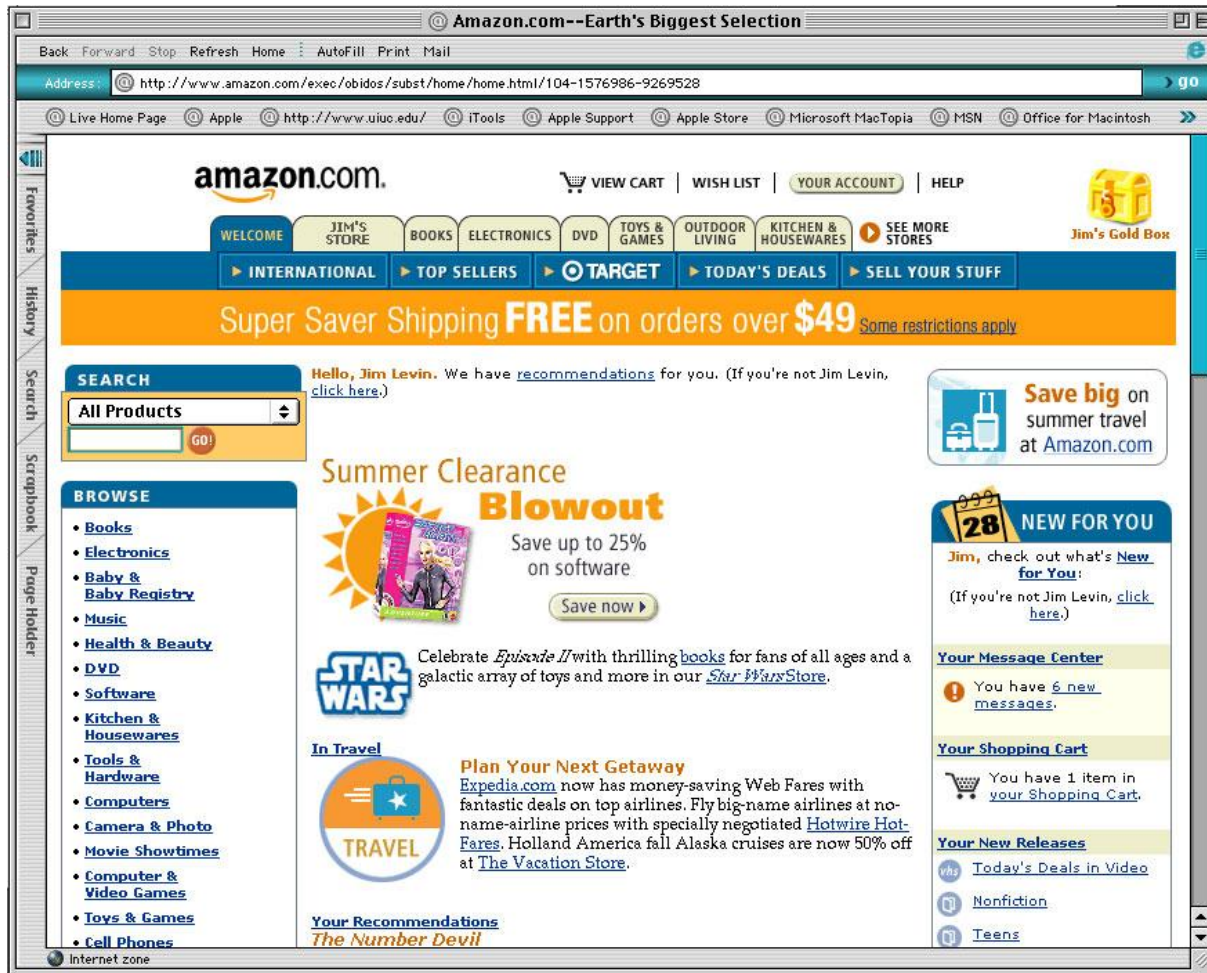 Amazon.com--Earth's Biggest Selection
Back Forward Stop Refresh Home AutoFill Print Mail
Address: http://www.amazon.com/exec/obidos/subst/home/home.html/104-1576986-9269528 go
Live Home Page Apple http://www.uiuc.edu/ iTools Apple Support Apple Store Microsoft MacTopia MSN Office for Macintosh
Favorites
History
Search
Scrapbook
Page Holder
amazon.com.
VIEW CART | WISH LIST | YOUR ACCOUNT | HELP
Jim's Gold Box
WELCOME
JIM'S
STORE
BOOKS
ELECTRONICS
DVD
TOYS &
GAMES
OUTDOOR
LIVING
KITCHEN &
HOUSEWARES
SEE MORE
STORES
INTERNATIONAL TOP SELLERS TARGET TODAY'S DEALS SELL YOUR STUFF
Super Saver Shipping FREE on orders over $49 Some restrictions apply
SEARCH
All Products
GO!
BROWSE
• Books
• Electronics
• Baby &
Baby Registry
• Music
• Health & Beauty
• DVD
• Software
• Kitchen &
Housewares
• Tools &
Hardware
• Computers
• Camera & Photo
• Movie Showtimes
• Computer &
Video Games
• Toys & Games
• Cell Phones
Hello, Jim Levin. We have recommendations for you. (If you're not Jim Levin,
click here.)
Summer Clearance
Blowout
Save up to 25%
on software
Save now
STAR
WARS
Celebrate Episode II with thrilling books for fans of all ages and a
galactic array of toys and more in our Star Wars Store.
In Travel
TRAVEL
Plan Your Next Getaway
Expedia.com now has money-saving Web Fares with
fantastic deals on top airlines. Fly big-name airlines at no-
name-airline prices with specially negotiated Hotwire Hot-
Fares. Holland America fall Alaska cruises are now 50% off
at The Vacation Store.
Your Recommendations
The Number Devil
Save big on
summer travel
at Amazon.com
28
NEW FOR YOU
Jim, check out what's New
for You:
(If you're not Jim Levin, click
here.)
Your Message Center
You have 6 new
messages.
Your Shopping Cart
You have 1 item in
your Shopping Cart.
Your New Releases
vhs Today's Deals in Video
Nonfiction
Teens
Internet zone